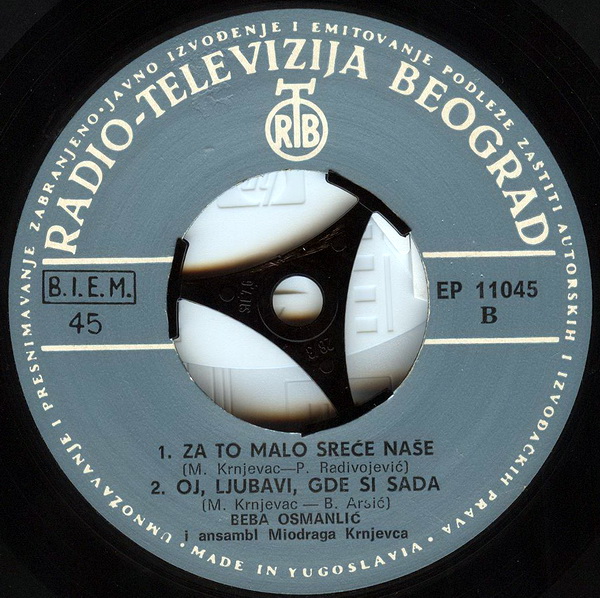 UMNOŽAVANJE I PRESNIMAVANJE ZABRANJENO · JAVNO IZVOĐENJE I EMITOVANJE PODLEŽE ZAŠTITI AUTORSKIH I IZVOĐAČKIH PRAVA ·
RADIO-TELEVIZIJA BEOGRAD
RTB
B.I.E.M.
45
EP 11045
B
1. ZA TO MALO SREĆE NAŠE
(M. Krnjevac—P. Radivojević)
2. OJ, LJUBAVI, GDE SI SADA
(M. Krnjevac — B. Arsić)
BEBA OSMANLIĆ
i ansambl Miodraga Krnjevca
MADE IN YUGOSLAVIA ·